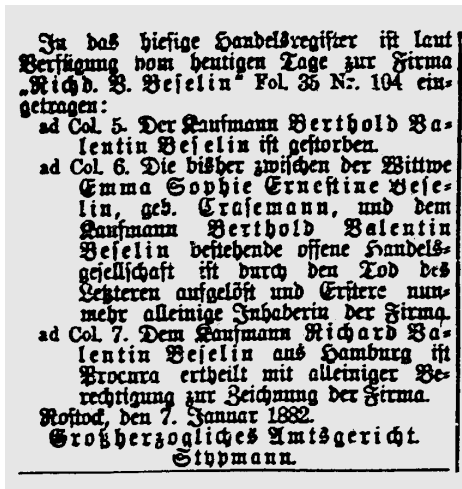 In das hiesige Handelsregister ist laut
Verfügung vom heutigen Tage zur Firma
„Richd. V. Beselin“ Fol. 35 Nr. 104 ein⸗
getragen:
ad Col. 5. Der Kaufmann Berthold Va⸗
lentin Beselin ist gestorben.
ad Col. 6. Die bisher zwischen der Wittwe
Emma Sophie Ernestine Bese⸗
lin, geb. Crasemann, und dem
Kaufmann Berthold Valentin
Beselin bestehende offene Handels⸗
gesellschaft ist durch den Tod des
Letzteren aufgelöst und Erstere nun⸗
mehr alleinige Inhaberin der Firma.
ad Col. 7. Dem Kaufmann Richard Va⸗
lentin Beselin aus Hamburg ist
Procura ertheilt mit alleiniger Be⸗
rechtigung zur Zeichnung der Firma.
Rostock, den 7. Januar 1882.
Großherzogliches Amtsgericht.
Stypmann.